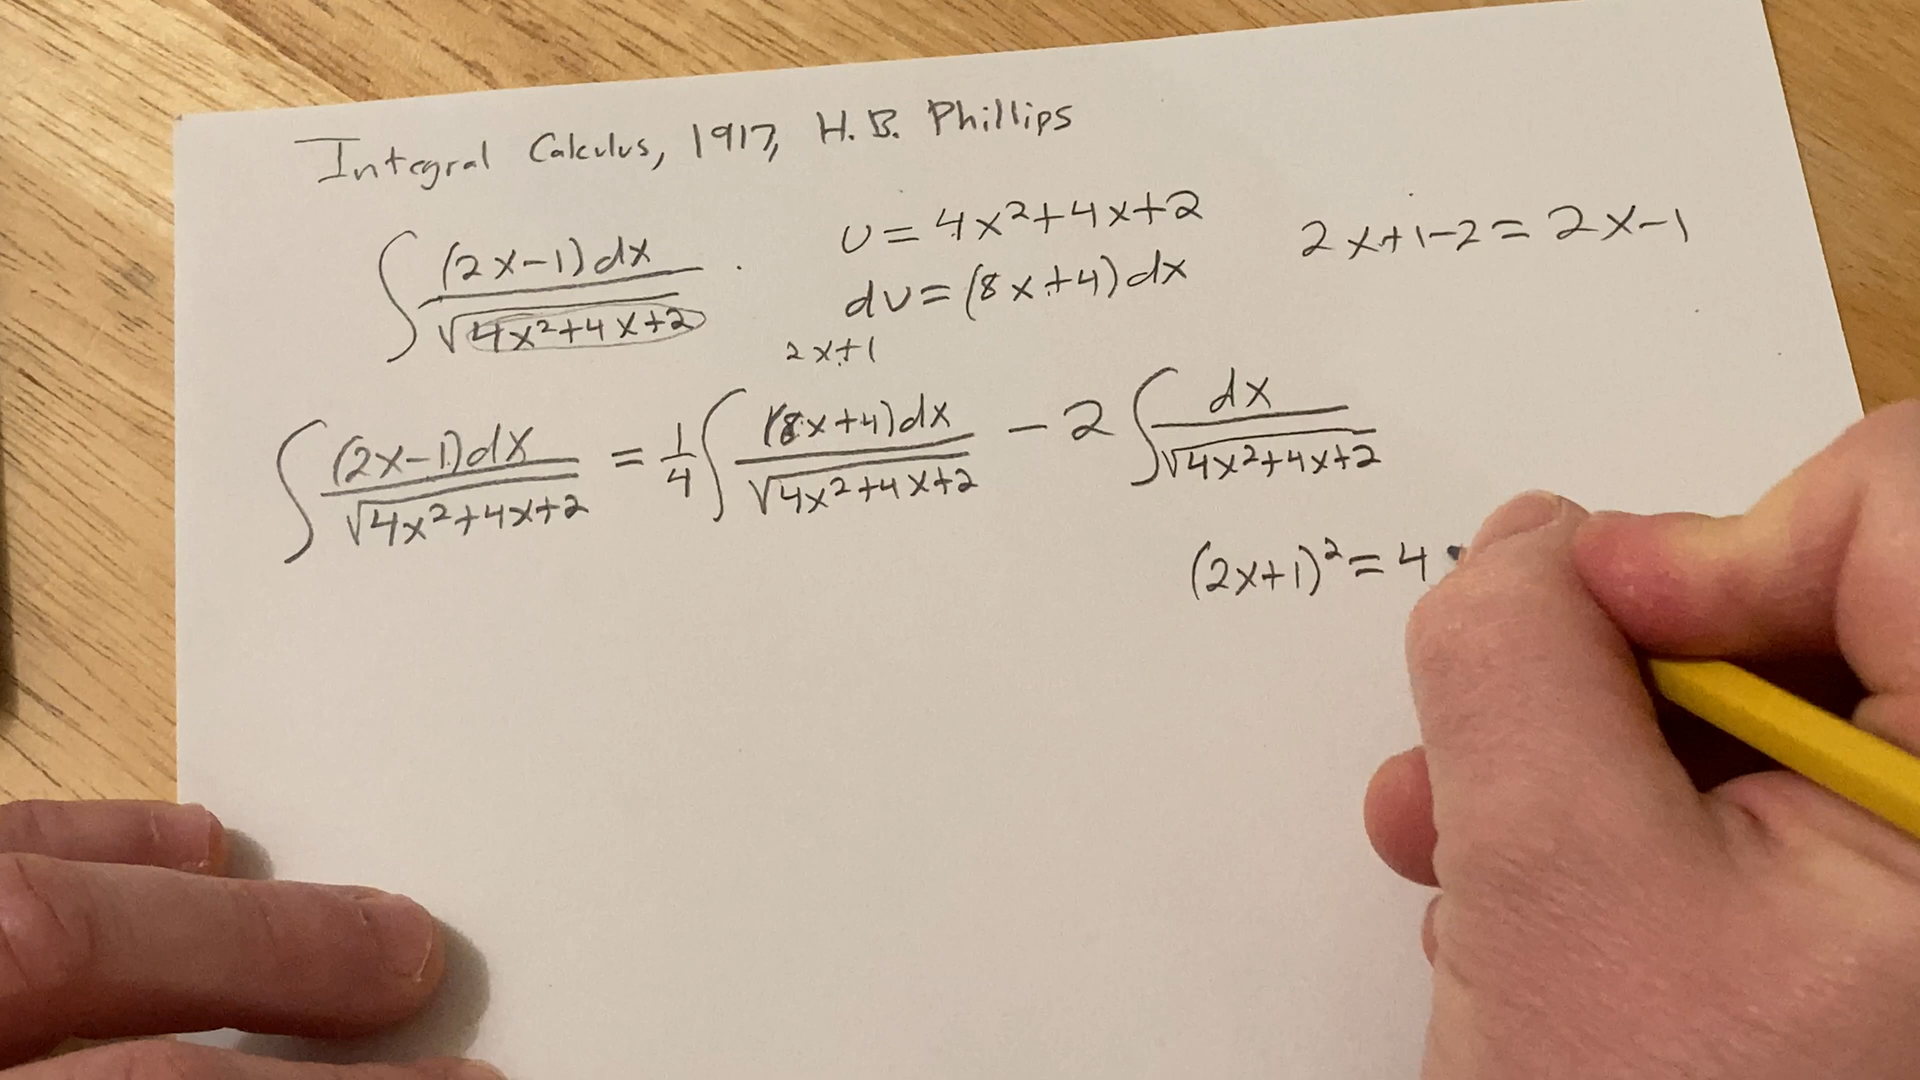 Integral Calculus, 1917, H. B. Phillips
∫ (2x-1)dx / √(4x²+4x+2)
u = 4x²+4x+2
du = (8x+4)dx
2x+1
2x+1-2 = 2x-1
∫ (2x-1)dx / √(4x²+4x+2) = 1/4 ∫ (8x+4)dx / √(4x²+4x+2) - 2 ∫ dx / √(4x²+4x+2)
(2x+1)² = 4